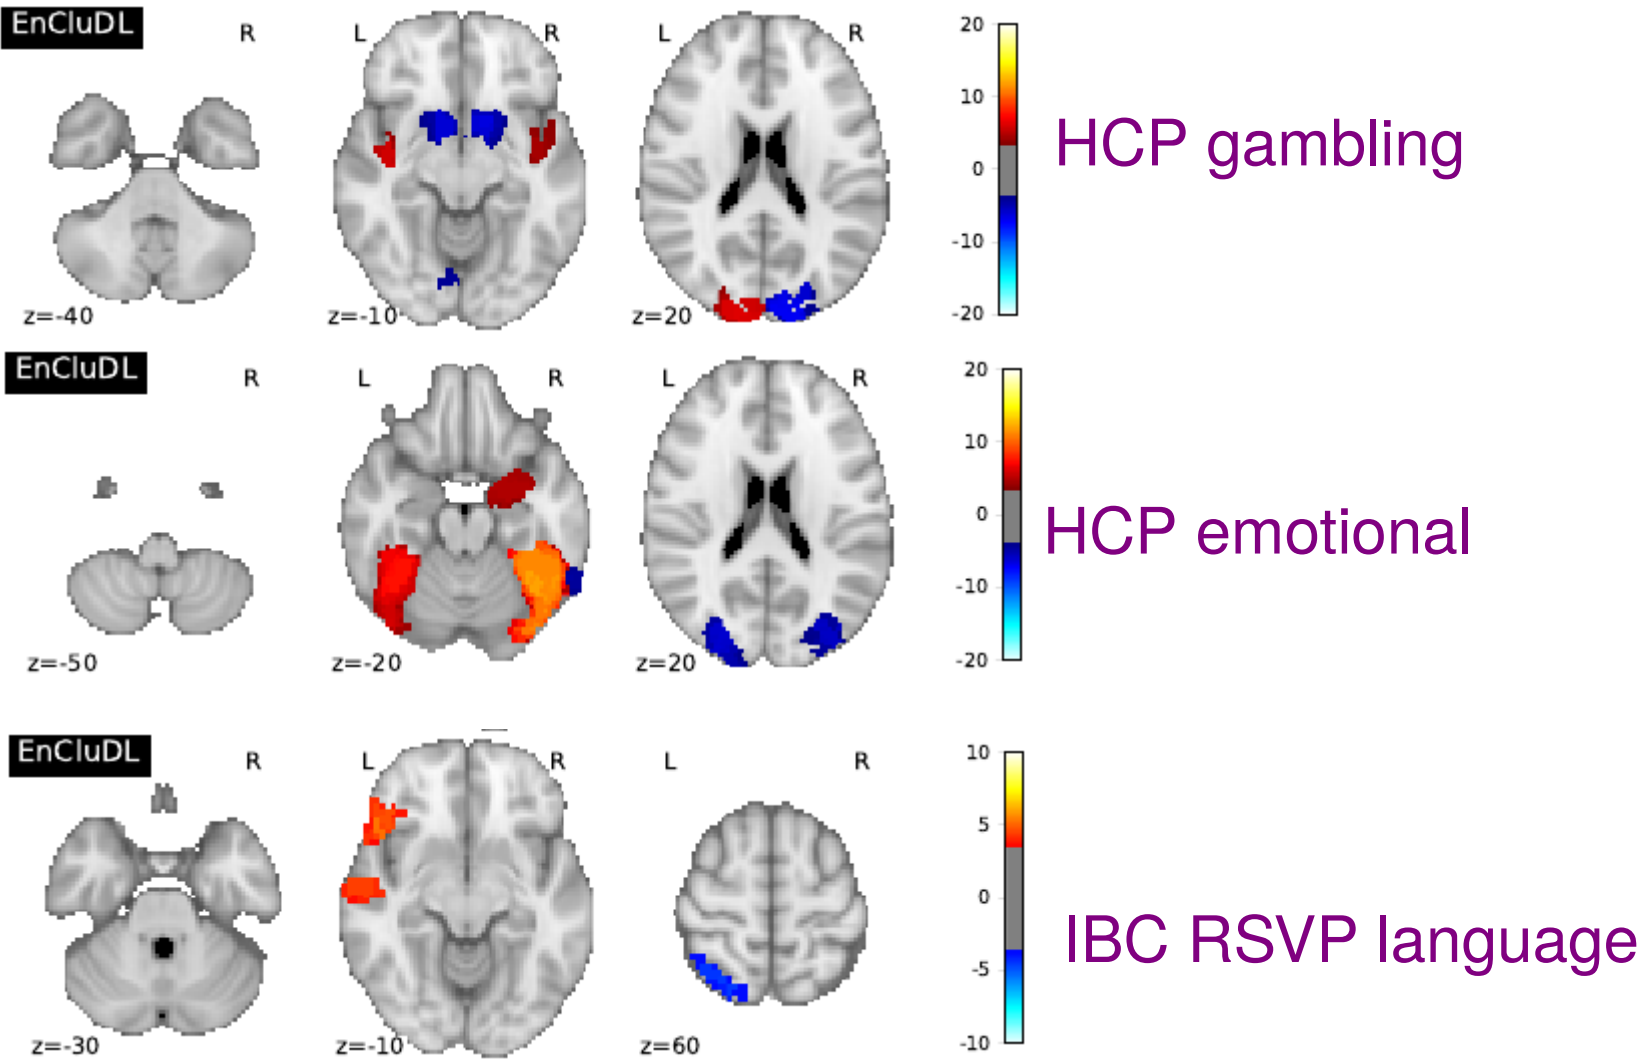 EnCluDL
R
L
R
L
R
z=-40
z=-10
z=20
20
10
0
-10
-20
HCP gambling
EnCluDL
R
L
R
L
R
z=-50
z=-20
z=20
20
10
0
-10
-20
HCP emotional
EnCluDL
R
L
R
L
R
z=-30
z=-10
z=60
10
5
0
-5
-10
IBC RSVP language